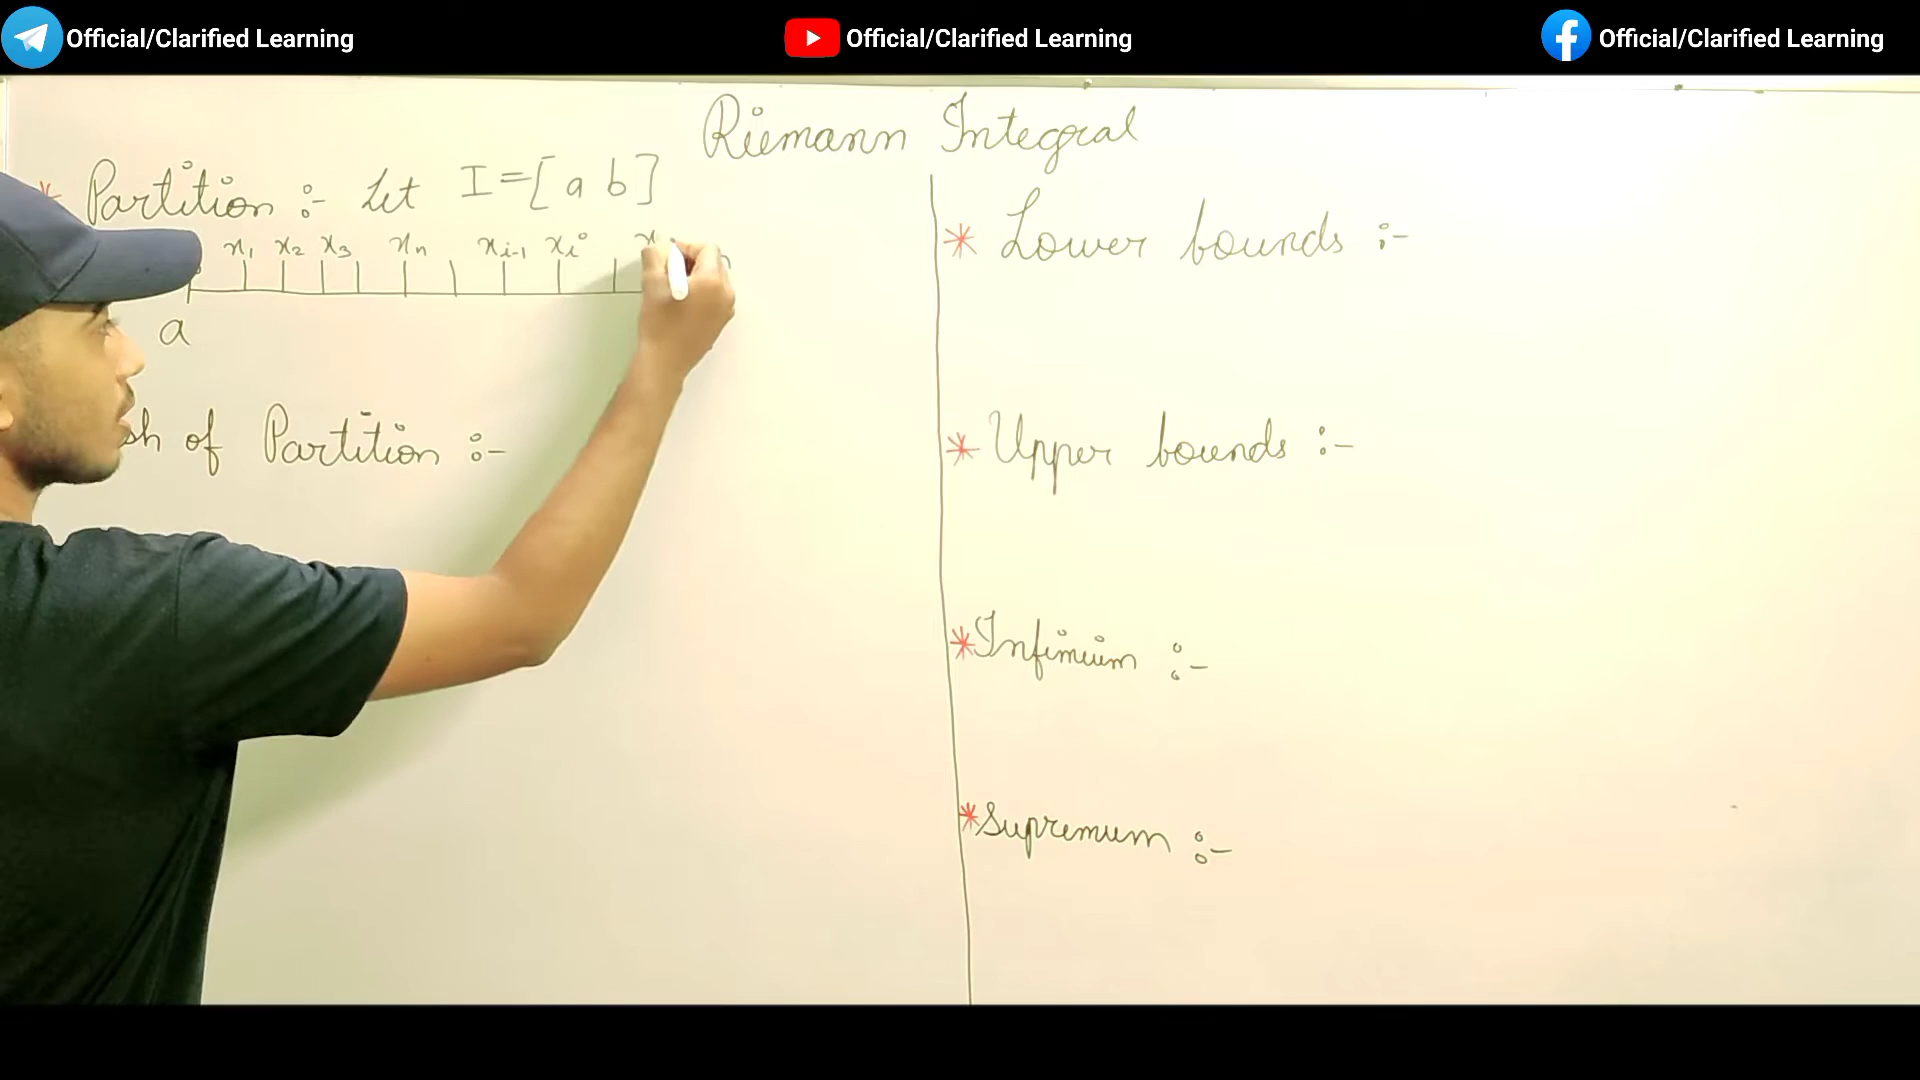 Official/Clarified Learning
Official/Clarified Learning
Official/Clarified Learning
Riemann Integral
* Partition :- Let I = [a b]
x1 x2 x3 xn xi-1 xi
a
of Partition :-
* Lower bounds :-
* Upper bounds :-
* Infimium :-
* Supremum :-